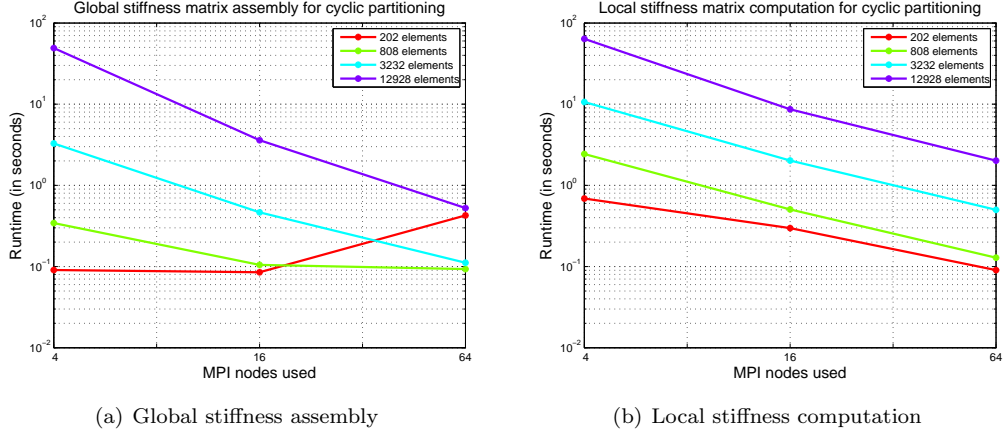 Global stiffness matrix assembly for cyclic partitioning
10^2
10^1
10^0
10^−1
10^−2
Runtime (in seconds)
202 elements
808 elements
3232 elements
12928 elements
4
16
64
MPI nodes used
(a) Global stiffness assembly
Local stiffness matrix computation for cyclic partitioning
10^2
10^1
10^0
10^−1
10^−2
Runtime (in seconds)
202 elements
808 elements
3232 elements
12928 elements
4
16
64
MPI nodes used
(b) Local stiffness computation